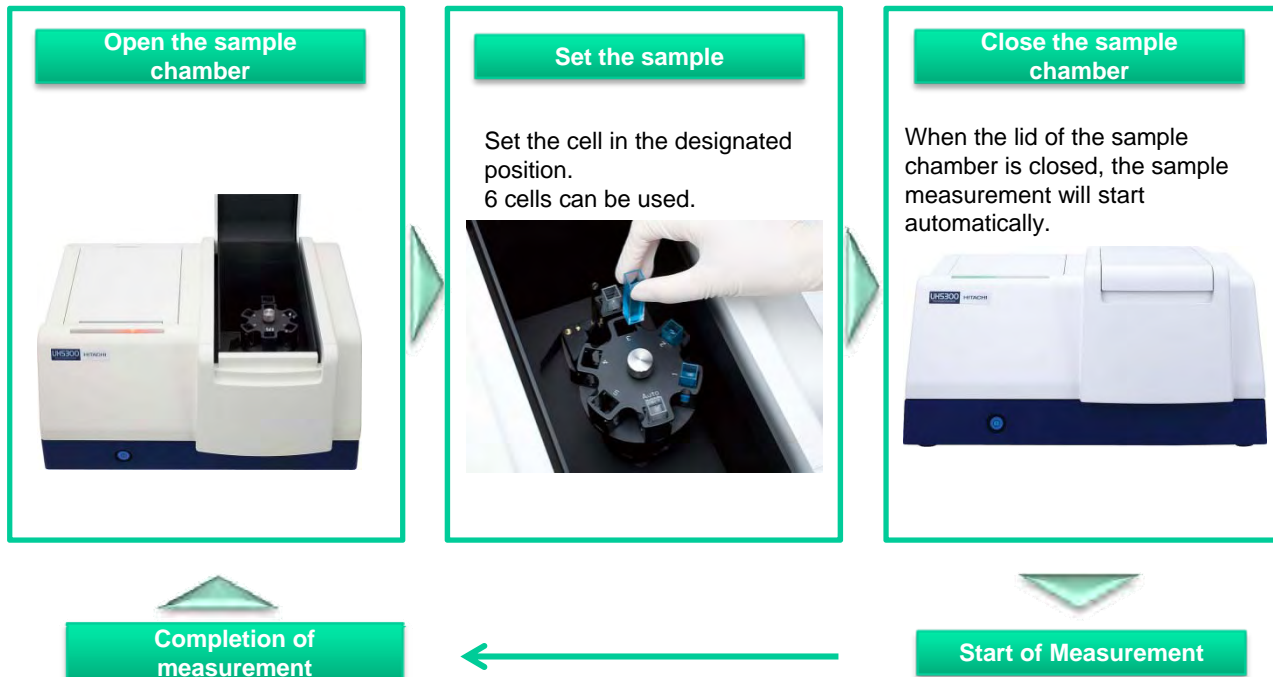 Open the sample
chamber
Set the sample
Close the sample
chamber
Set the cell in the designated
position.
6 cells can be used.
When the lid of the sample
chamber is closed, the sample
measurement will start
automatically.
UH5300 HITACHI
Auto
UH5300 HITACHI
Completion of
measurement
Start of Measurement